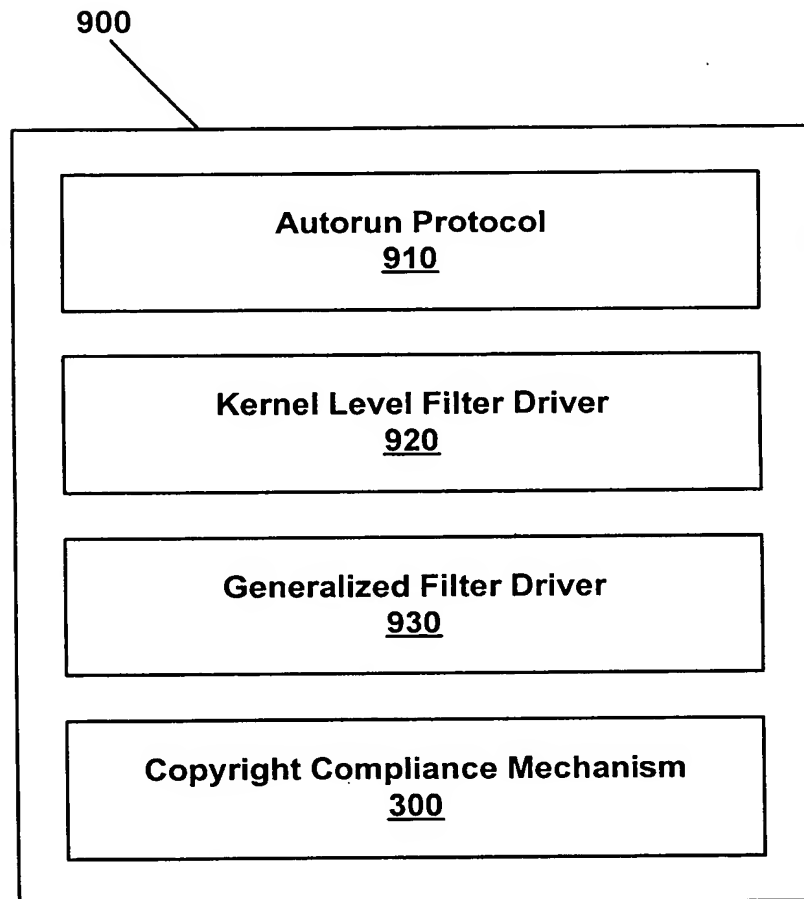 900
Autorun Protocol
910
Kernel Level Filter Driver
920
Generalized Filter Driver
930
Copyright Compliance Mechanism
300